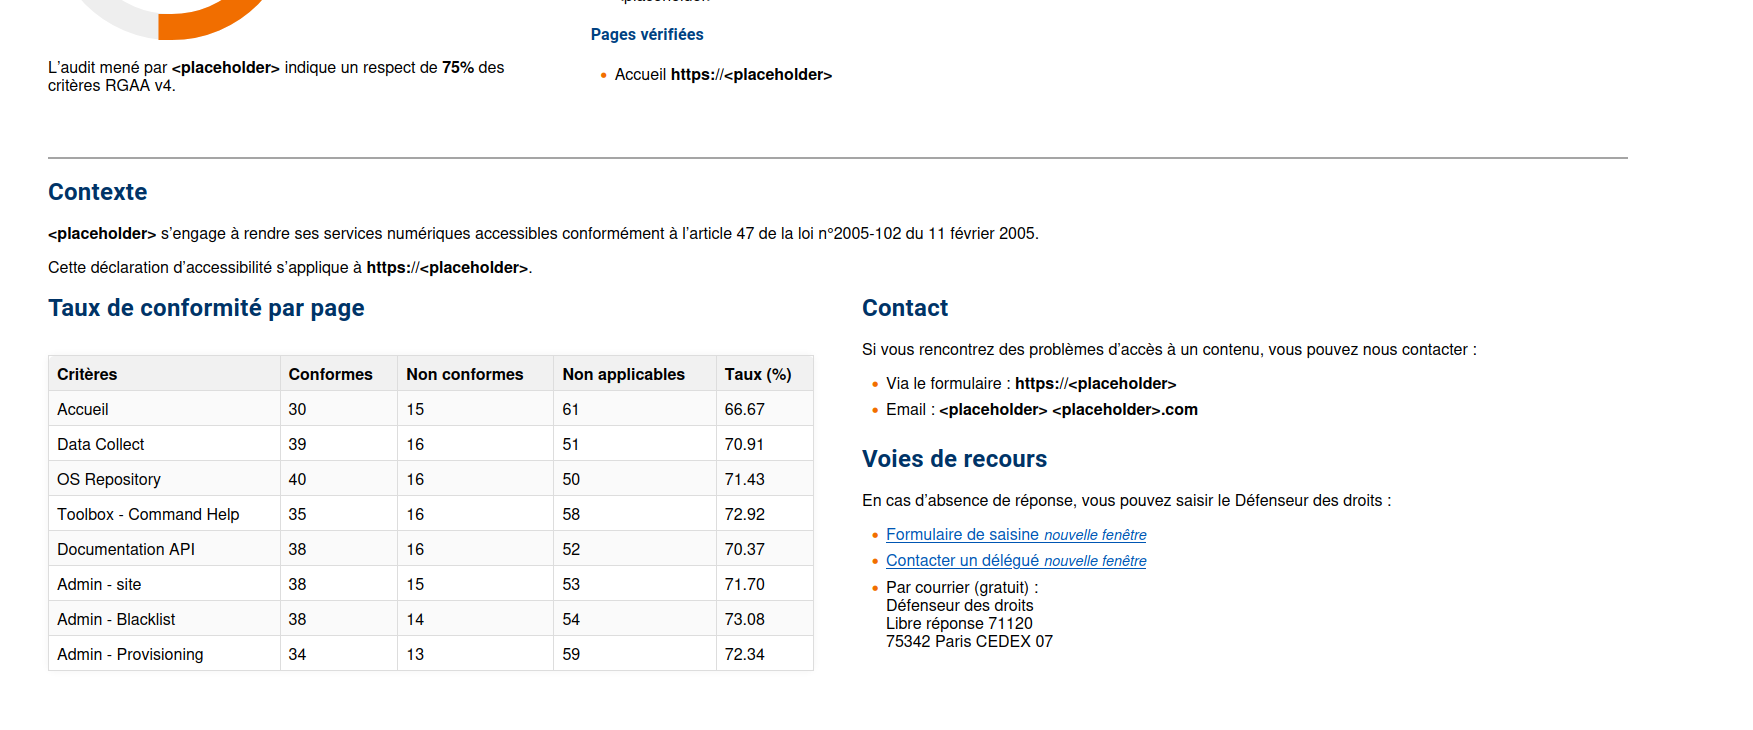 Pages vérifiées
L’audit mené par <placeholder> indique un respect de 75% des
critères RGAA v4.
• Accueil https://<placeholder>
Contexte
<placeholder> s’engage à rendre ses services numériques accessibles conformément à l’article 47 de la loi n°2005-102 du 11 février 2005.
Cette déclaration d’accessibilité s’applique à https://<placeholder>.
Taux de conformité par page
Critères Conformes Non conformes Non applicables Taux (%)
Accueil 30 15 61 66.67
Data Collect 39 16 51 70.91
OS Repository 40 16 50 71.43
Toolbox - Command Help 35 16 58 72.92
Documentation API 38 16 52 70.37
Admin - site 38 15 53 71.70
Admin - Blacklist 38 14 54 73.08
Admin - Provisioning 34 13 59 72.34
Contact
Si vous rencontrez des problèmes d’accès à un contenu, vous pouvez nous contacter :
• Via le formulaire : https://<placeholder>
• Email : <placeholder> <placeholder>.com
Voies de recours
En cas d’absence de réponse, vous pouvez saisir le Défenseur des droits :
• Formulaire de saisine nouvelle fenêtre
• Contacter un délégué nouvelle fenêtre
• Par courrier (gratuit) :
Défenseur des droits
Libre réponse 71120
75342 Paris CEDEX 07